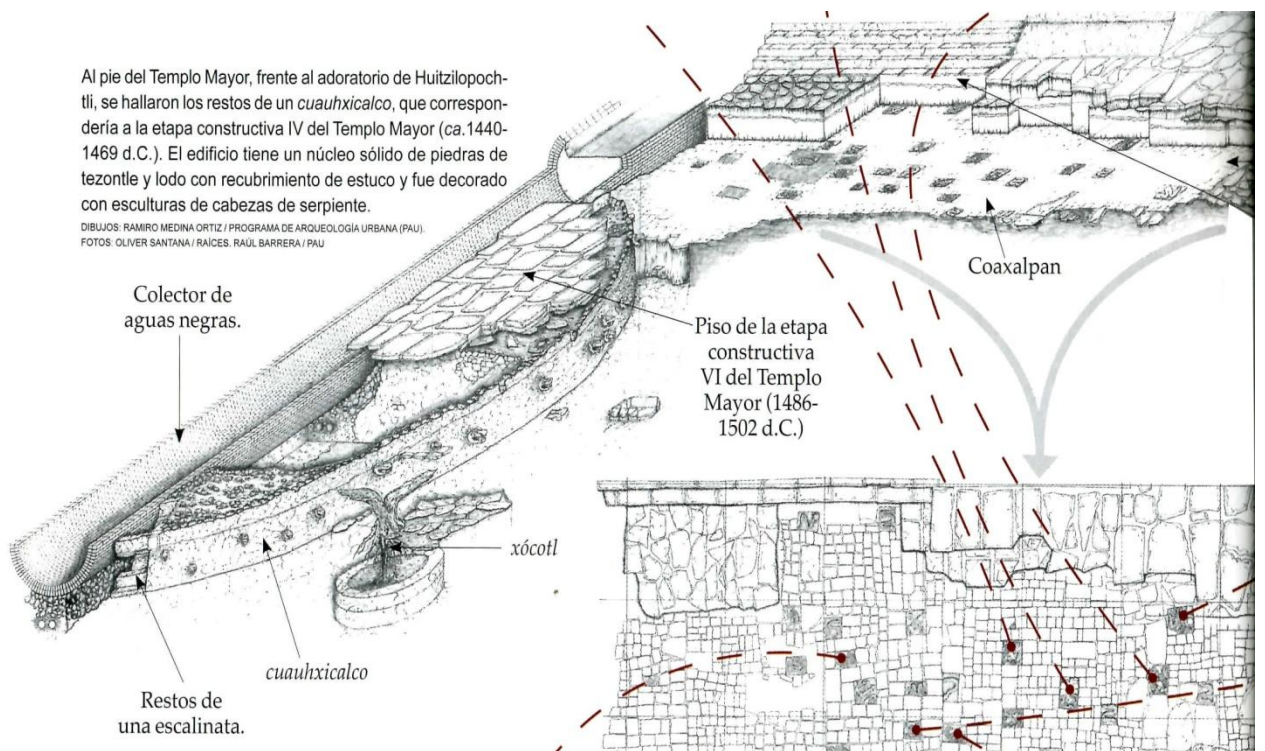 Al pie del Templo Mayor, frente al adoratorio de Huitzilopoch-
tli, se hallaron los restos de un cuauhxicalco, que correspon-
dería a la etapa constructiva IV del Templo Mayor (ca.1440-
1469 d.C.). El edificio tiene un núcleo sólido de piedras de
tezontle y lodo con recubrimiento de estuco y fue decorado
con esculturas de cabezas de serpiente.
DIBUJOS: RAMIRO MEDINA ORTIZ / PROGRAMA DE ARQUEOLOGÍA URBANA (PAU).
FOTOS: OLIVER SANTANA / RAÍCES. RAÚL BARRERA / PAU
Colector de
aguas negras.
Coaxalpan
Piso de la etapa
constructiva
VI del Templo
Mayor (1486-
1502 d.C.)
xócotl
cuauhxicalco
Restos de
una escalinata.